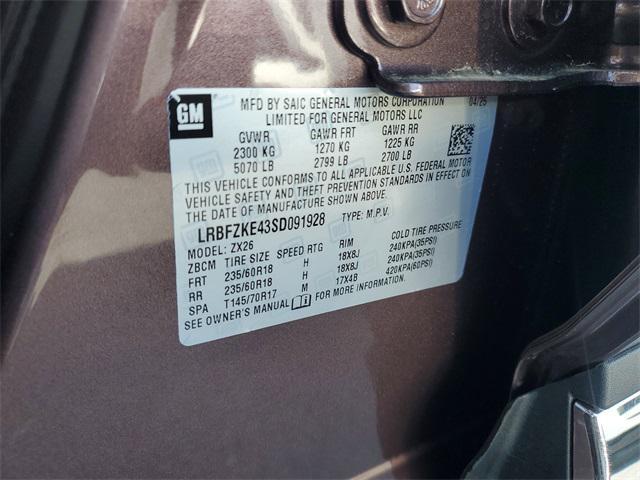 GM
MFD BY SAIC GENERAL MOTORS CORPORATION 04/25
LIMITED FOR GENERAL MOTORS LLC
GVWR GAWR FRT GAWR RR
2300 KG 1270 KG 1225 KG
5070 LB 2799 LB 2700 LB
THIS VEHICLE CONFORMS TO ALL APPLICABLE U.S. FEDERAL MOTOR
VEHICLE SAFETY AND THEFT PREVENTION STANDARDS IN EFFECT ON
THE DATE OF MANUFACTURE SHOWN ABOVE.
LRBFZKE43SD091928 TYPE: M.P.V.
MODEL: ZX26
ZBCM TIRE SIZE SPEED RTG RIM COLD TIRE PRESSURE
FRT 235/60R18 H 18X8J 240KPA(35PSI)
RR 235/60R18 H 18X8J 240KPA(35PSI)
SPA T145/70R17 M 17X4B 420KPA(60PSI)
SEE OWNER'S MANUAL FOR MORE INFORMATION.